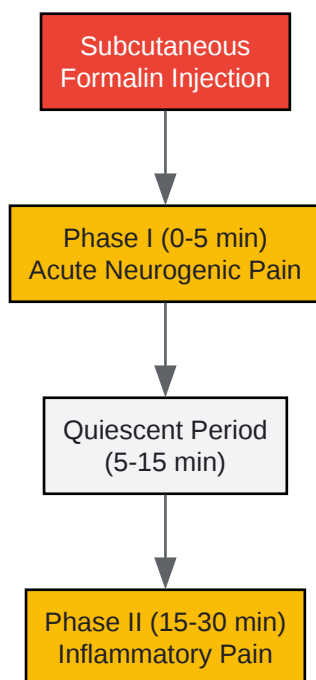 Subcutaneous
Formalin Injection
Phase I (0-5 min)
Acute Neurogenic Pain
Quiescent Period
(5-15 min)
Phase II (15-30 min)
Inflammatory Pain